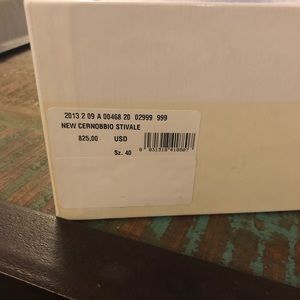 2013 2 09 A 00468 20 02999 999
NEW CERNOBBIO STIVALE
825,00 USD
Sz. 40